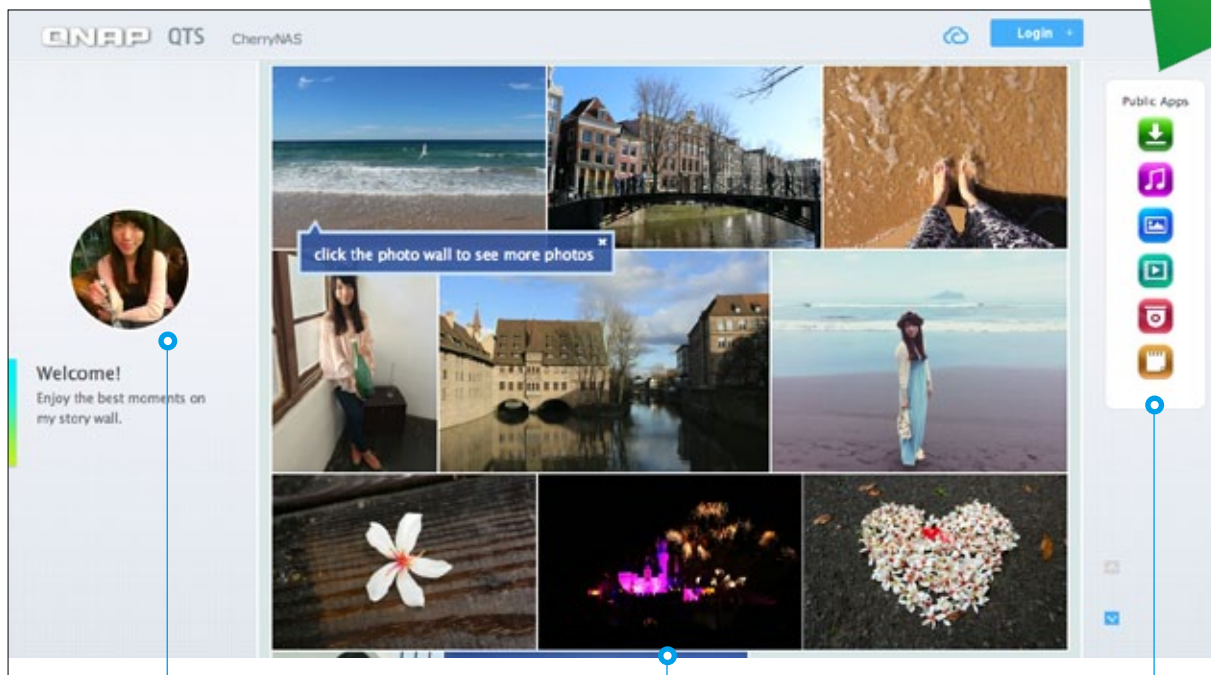 QNAP QTS CherryNAS
Login +
Public Apps
click the photo wall to see more photos
Welcome!
Enjoy the best moments on
my story wall.